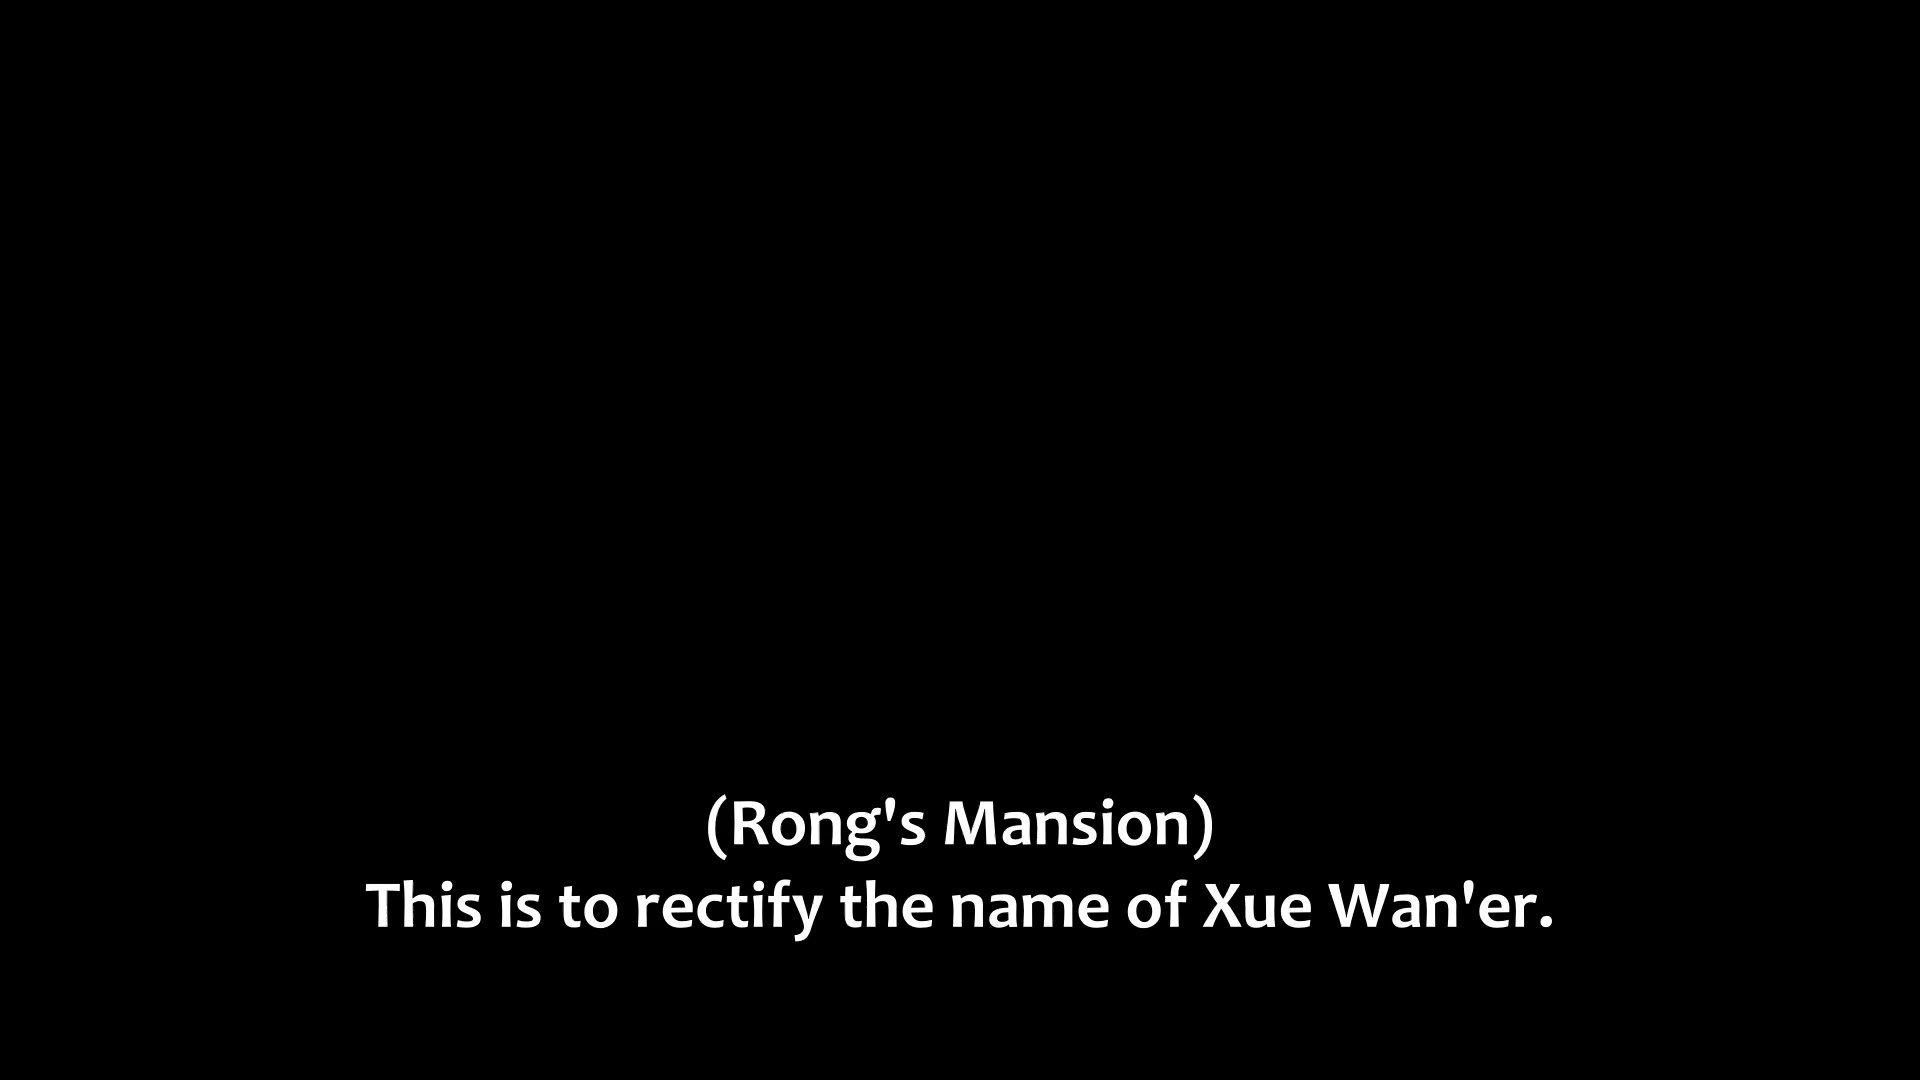 (Rong's Mansion)
This is to rectify the name of Xue Wan'er.